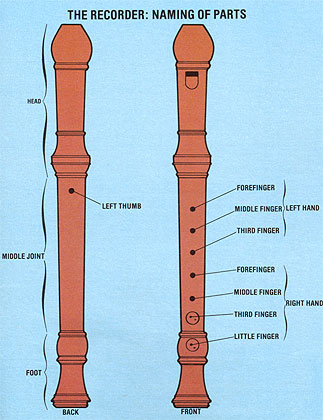 THE RECORDER: NAMING OF PARTS
HEAD
LEFT THUMB
MIDDLE JOINT
FOOT
BACK
FOREFINGER
MIDDLE FINGER
LEFT HAND
THIRD FINGER
FOREFINGER
MIDDLE FINGER
RIGHT HAND
THIRD FINGER
LITTLE FINGER
FRONT